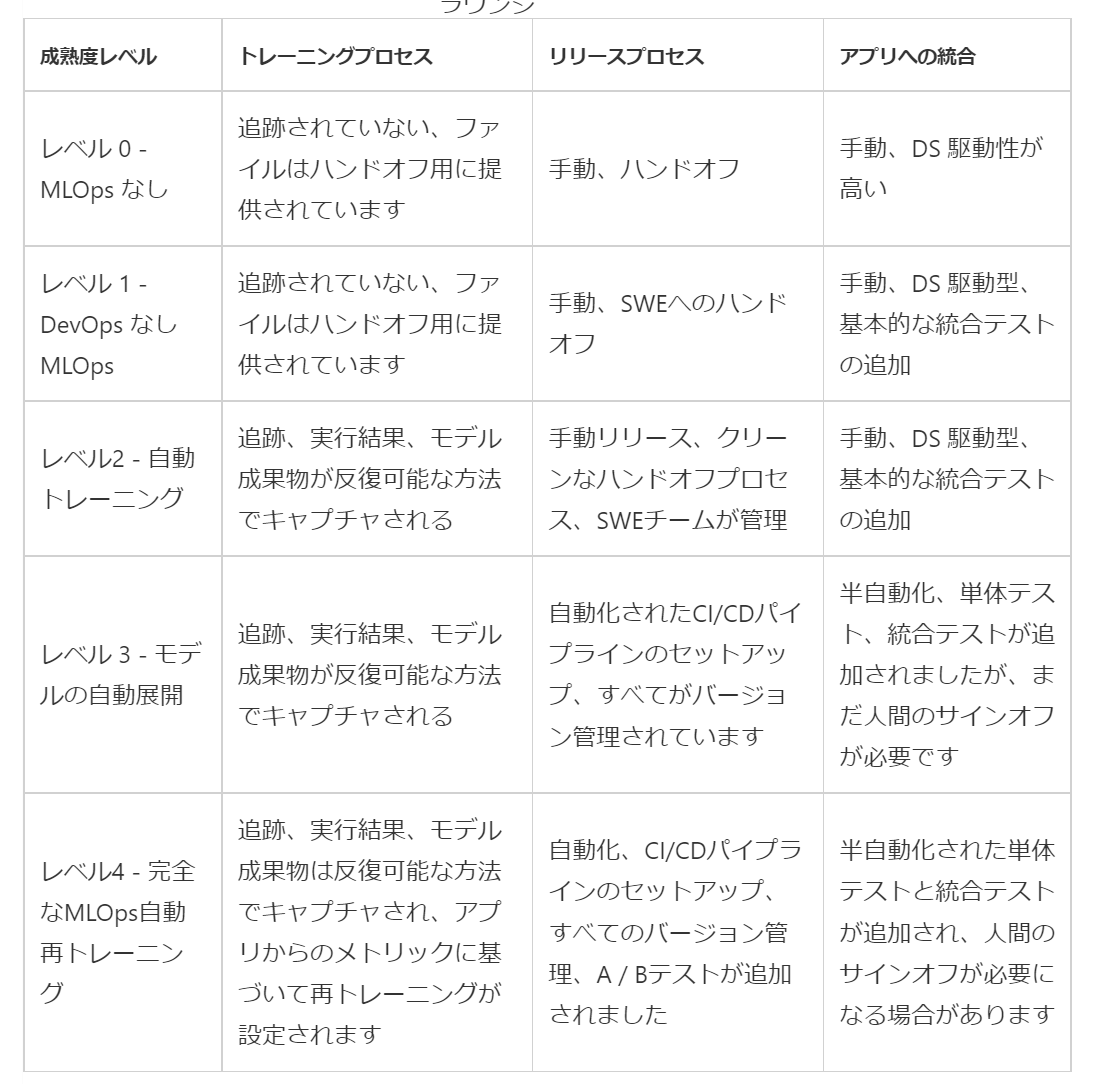 ラウンジ
成熟度レベル
トレーニングプロセス
リリースプロセス
アプリへの統合
レベル 0 -
MLOps なし
追跡されていない、ファ
イルはハンドオフ用に提
供されています
手動、ハンドオフ
手動、DS 駆動性が
高い
レベル 1 -
DevOps なし
MLOps
追跡されていない、ファ
イルはハンドオフ用に提
供されています
手動、SWEへのハンド
オフ
手動、DS 駆動型、
基本的な統合テスト
の追加
レベル2 - 自動
トレーニング
追跡、実行結果、モデル
成果物が反復可能な方法
でキャプチャされる
手動リリース、クリー
ンなハンドオフプロセ
ス、SWEチームが管理
手動、DS 駆動型、
基本的な統合テスト
の追加
レベル 3 - モデ
ルの自動展開
追跡、実行結果、モデル
成果物が反復可能な方法
でキャプチャされる
自動化されたCI/CDパイ
プラインのセットアッ
プ、すべてがバージョ
ン管理されています
半自動化、単体テス
ト、統合テストが追
加されましたが、ま
だ人間のサインオフ
が必要です
レベル4 - 完全
なMLOps自動
再トレーニン
グ
追跡、実行結果、モデル
成果物は反復可能な方法
でキャプチャされ、アプ
リからのメトリックに基
づいて再トレーニングが
設定されます
自動化、CI/CDパイプラ
インのセットアップ、
すべてのバージョン管
理、A / Bテストが追加
されました
半自動化された単体
テストと統合テスト
が追加され、人間の
サインオフが必要に
なる場合があります